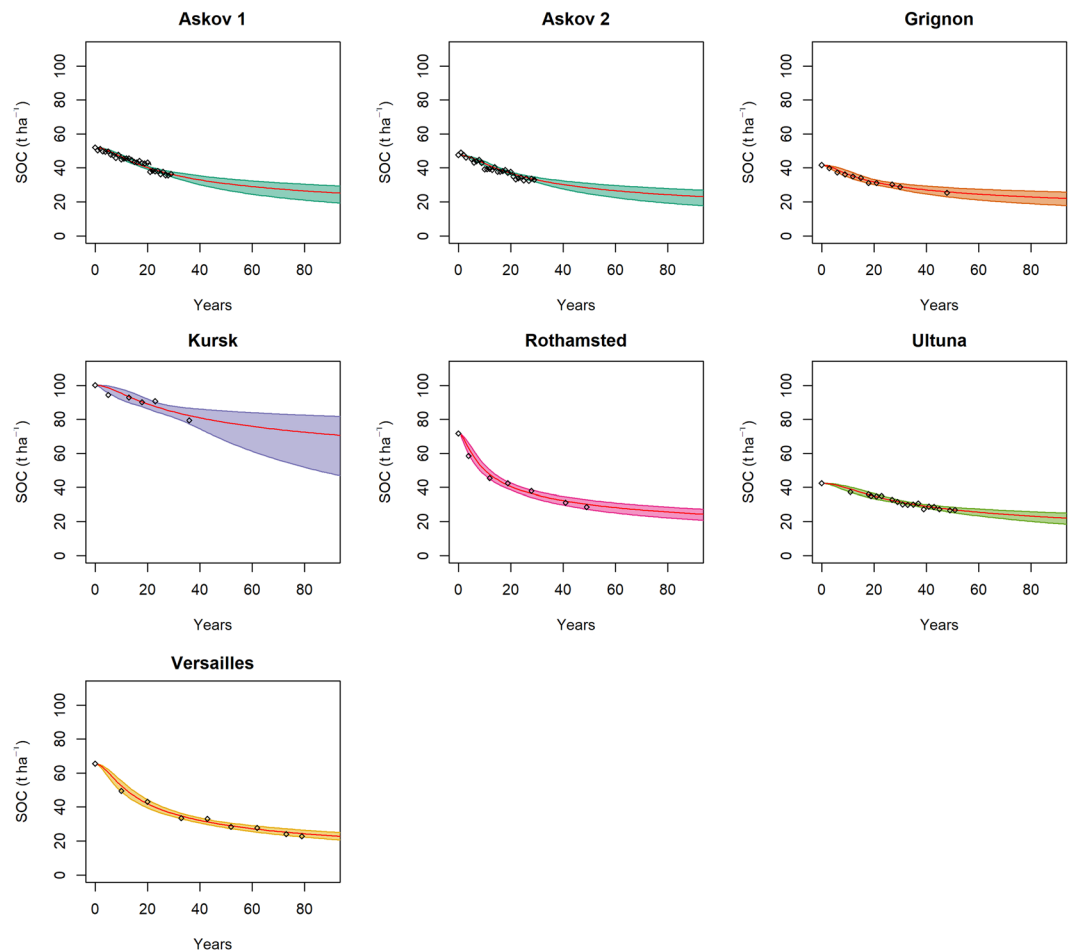 Askov 1 Askov 2 Grignon
SOC (t ha⁻¹) SOC (t ha⁻¹) SOC (t ha⁻¹)
0 20 40 60 80 100 0 20 40 60 80 100 0 20 40 60 80 100
0 20 40 60 80 0 20 40 60 80 0 20 40 60 80
Years Years Years
Kursk Rothamsted Ultuna
SOC (t ha⁻¹) SOC (t ha⁻¹) SOC (t ha⁻¹)
0 20 40 60 80 100 0 20 40 60 80 100 0 20 40 60 80 100
0 20 40 60 80 0 20 40 60 80 0 20 40 60 80
Years Years Years
Versailles
SOC (t ha⁻¹)
0 20 40 60 80 100
0 20 40 60 80
Years